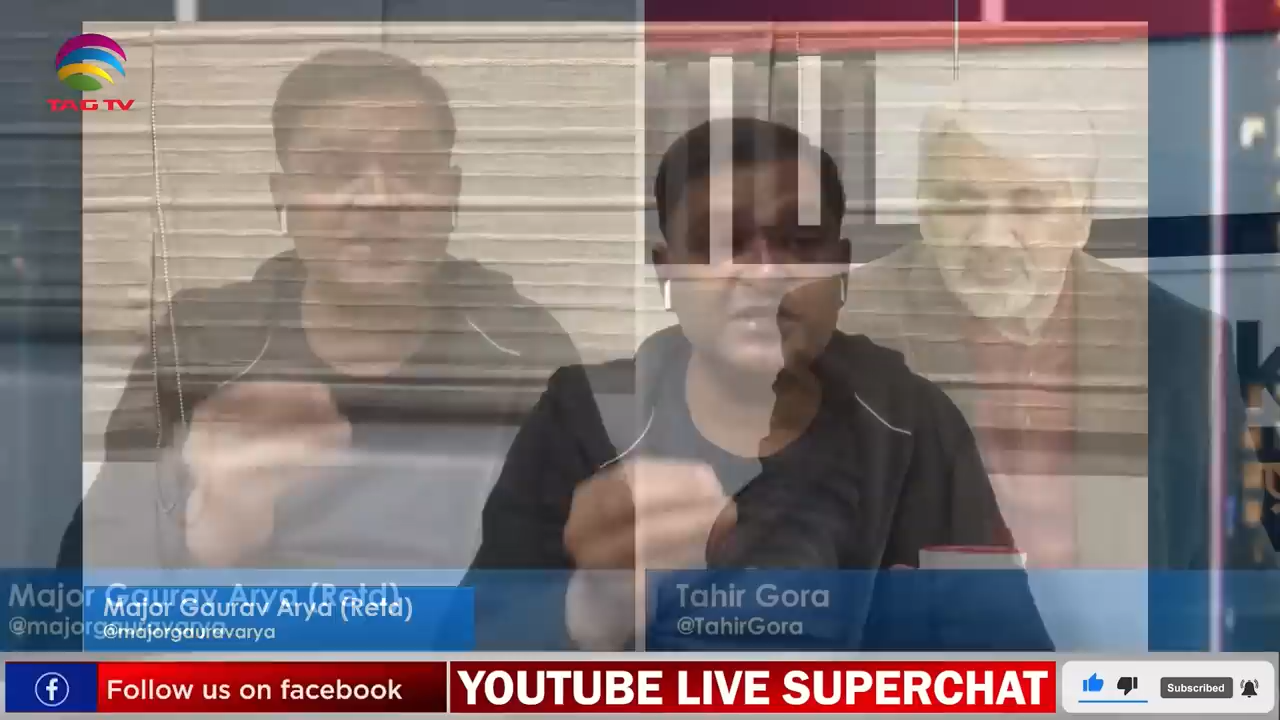 TAG TV
Major Gaurav Arya (Retd)
@majorgauravarya
Major Gaurav Arya (Retd)
@majorgauravarya
Tahir Gora
@TahirGora
Follow us on facebook
YOUTUBE LIVE SUPERCHAT
Subscribed